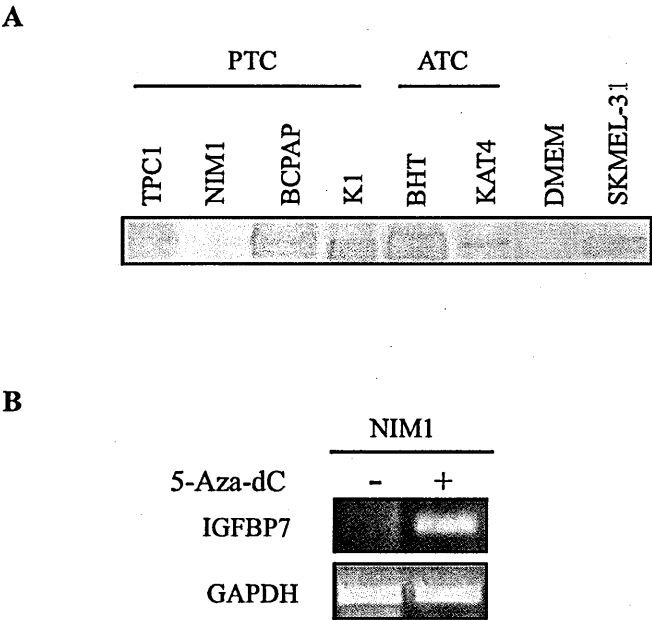 A
PTC ATC
TPC1 NIM1 BCPAP K1 BHT KAT4 DMEM SKMEL-31
B
NIM1
5-Aza-dC - +
IGFBP7
GAPDH